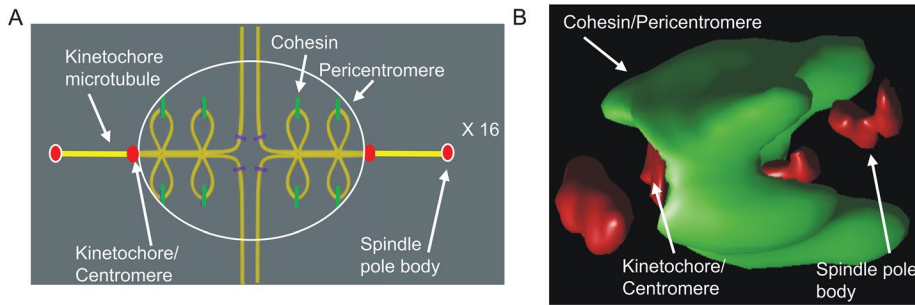 A
Kinetochore
microtubule
Cohesin
Pericentromere
X 16
Kinetochore/
Centromere
Spindle
pole body
B
Cohesin/Pericentromere
Kinetochore/
Centromere
Spindle pole
body